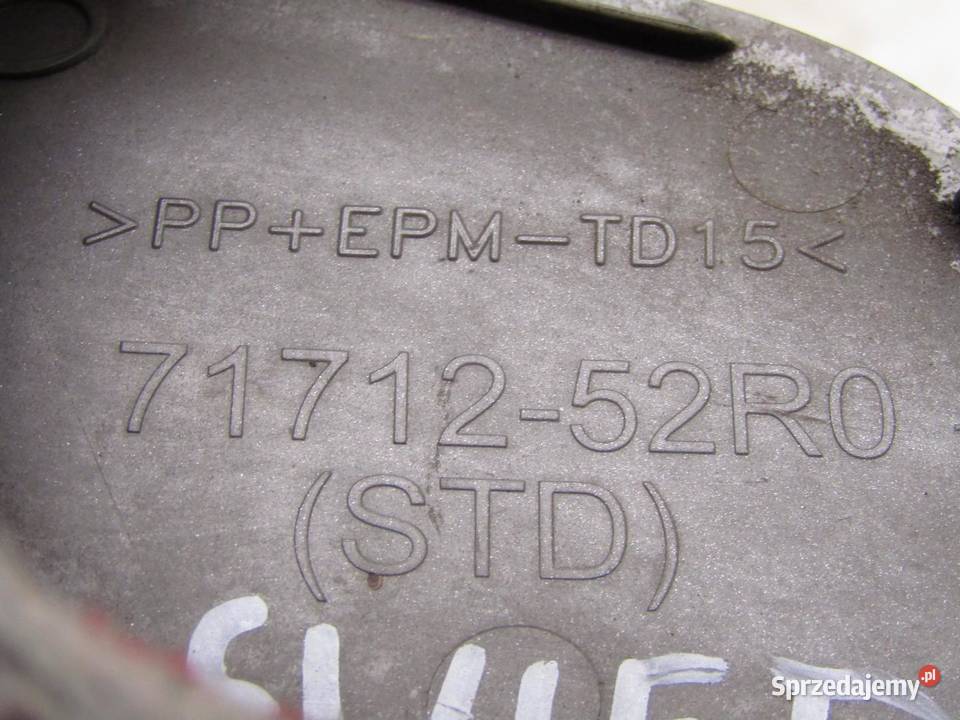 >PP+EPM-TD15<
71712-52R0
(STD)
Sprzedajemy.pl